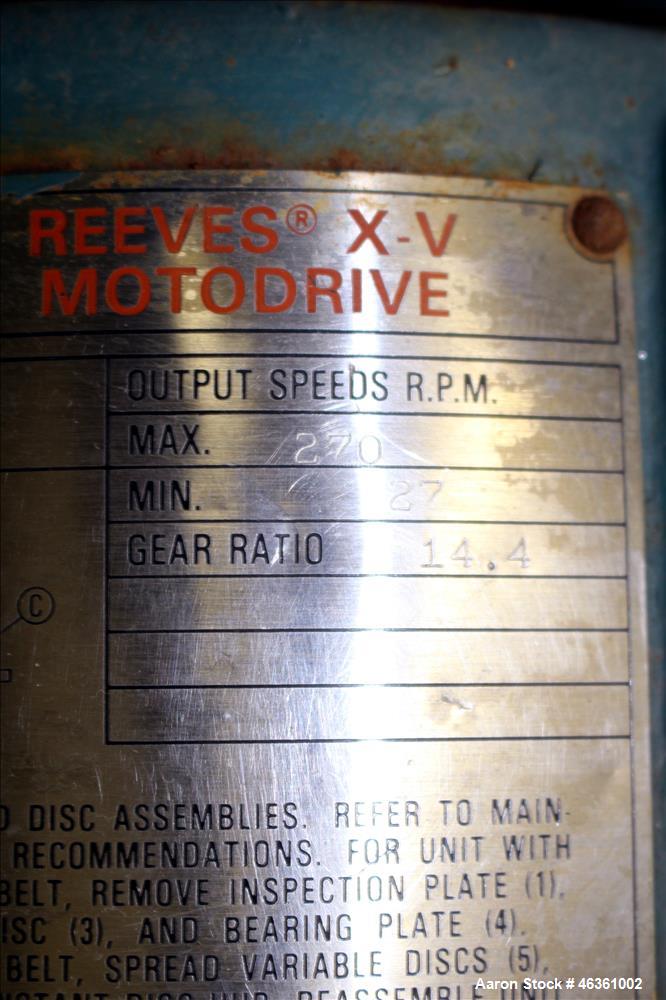 REEVES® X-V
MOTODRIVE
OUTPUT SPEEDS R.P.M.
MAX. 270
MIN. 27
GEAR RATIO 14.4
C
DISC ASSEMBLIES. REFER TO MAIN-
RECOMMENDATIONS. FOR UNIT WITH
BELT, REMOVE INSPECTION PLATE (1),
ISC (3), AND BEARING PLATE (4).
BELT, SPREAD VARIABLE DISCS (5),
Aaron Stock # 46361002